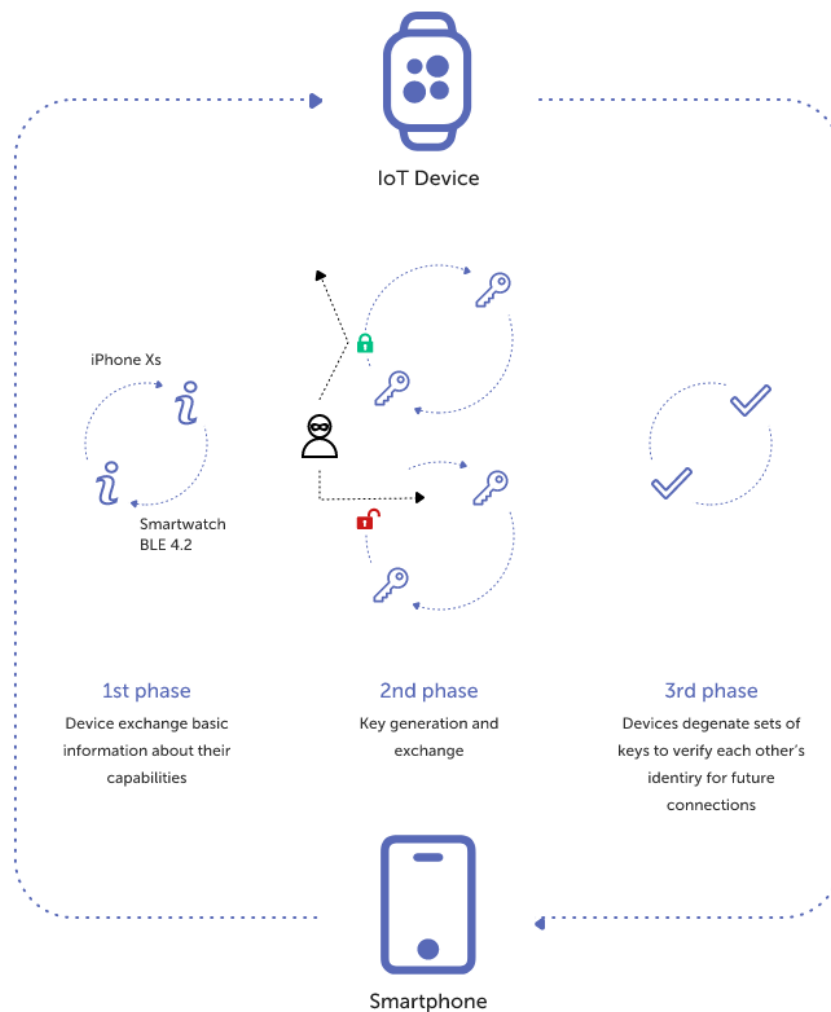 IoT Device
iPhone Xs
Smartwatch
BLE 4.2
1st phase
Device exchange basic
information about their
capabilities
2nd phase
Key generation and
exchange
3rd phase
Devices degenate sets of
keys to verify each other's
identiry for future
connections
Smartphone